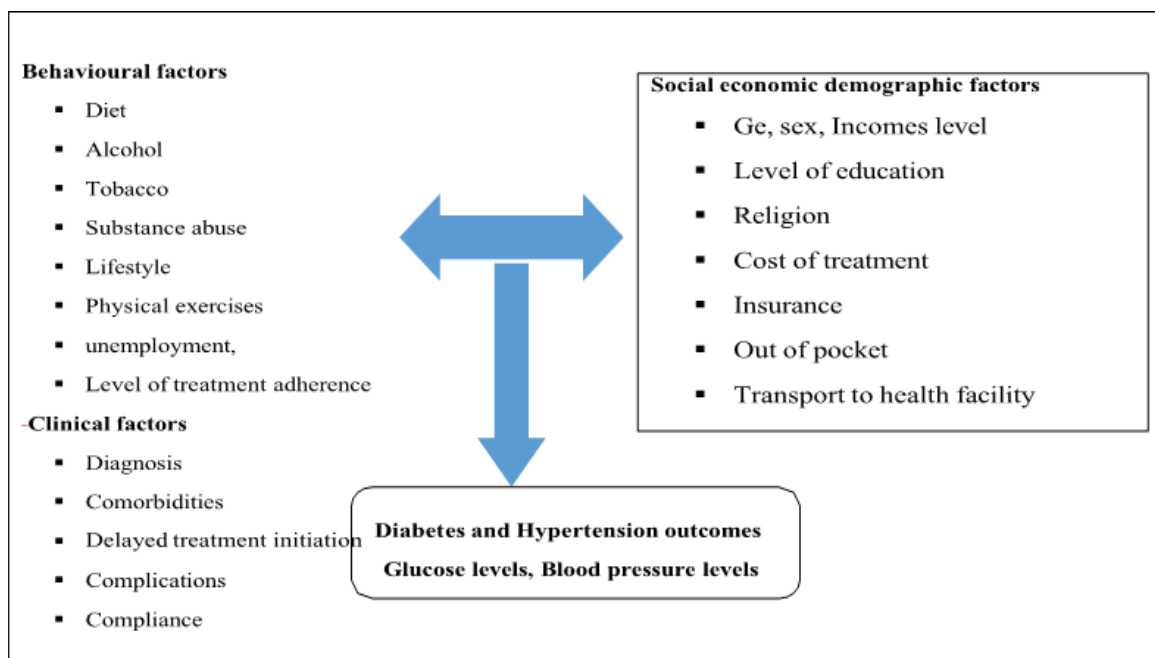 Behavioural factors
▪ Diet
▪ Alcohol
▪ Tobacco
▪ Substance abuse
▪ Lifestyle
▪ Physical exercises
▪ unemployment,
▪ Level of treatment adherence
-Clinical factors
▪ Diagnosis
▪ Comorbidities
▪ Delayed treatment initiation
▪ Complications
▪ Compliance
Social economic demographic factors
▪ Ge, sex, Incomes level
▪ Level of education
▪ Religion
▪ Cost of treatment
▪ Insurance
▪ Out of pocket
▪ Transport to health facility
Diabetes and Hypertension outcomes
Glucose levels, Blood pressure levels